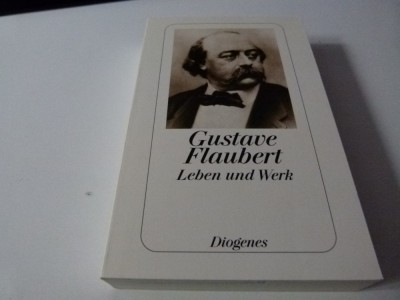 Gustave
Flaubert
Leben und Werk
Diogenes